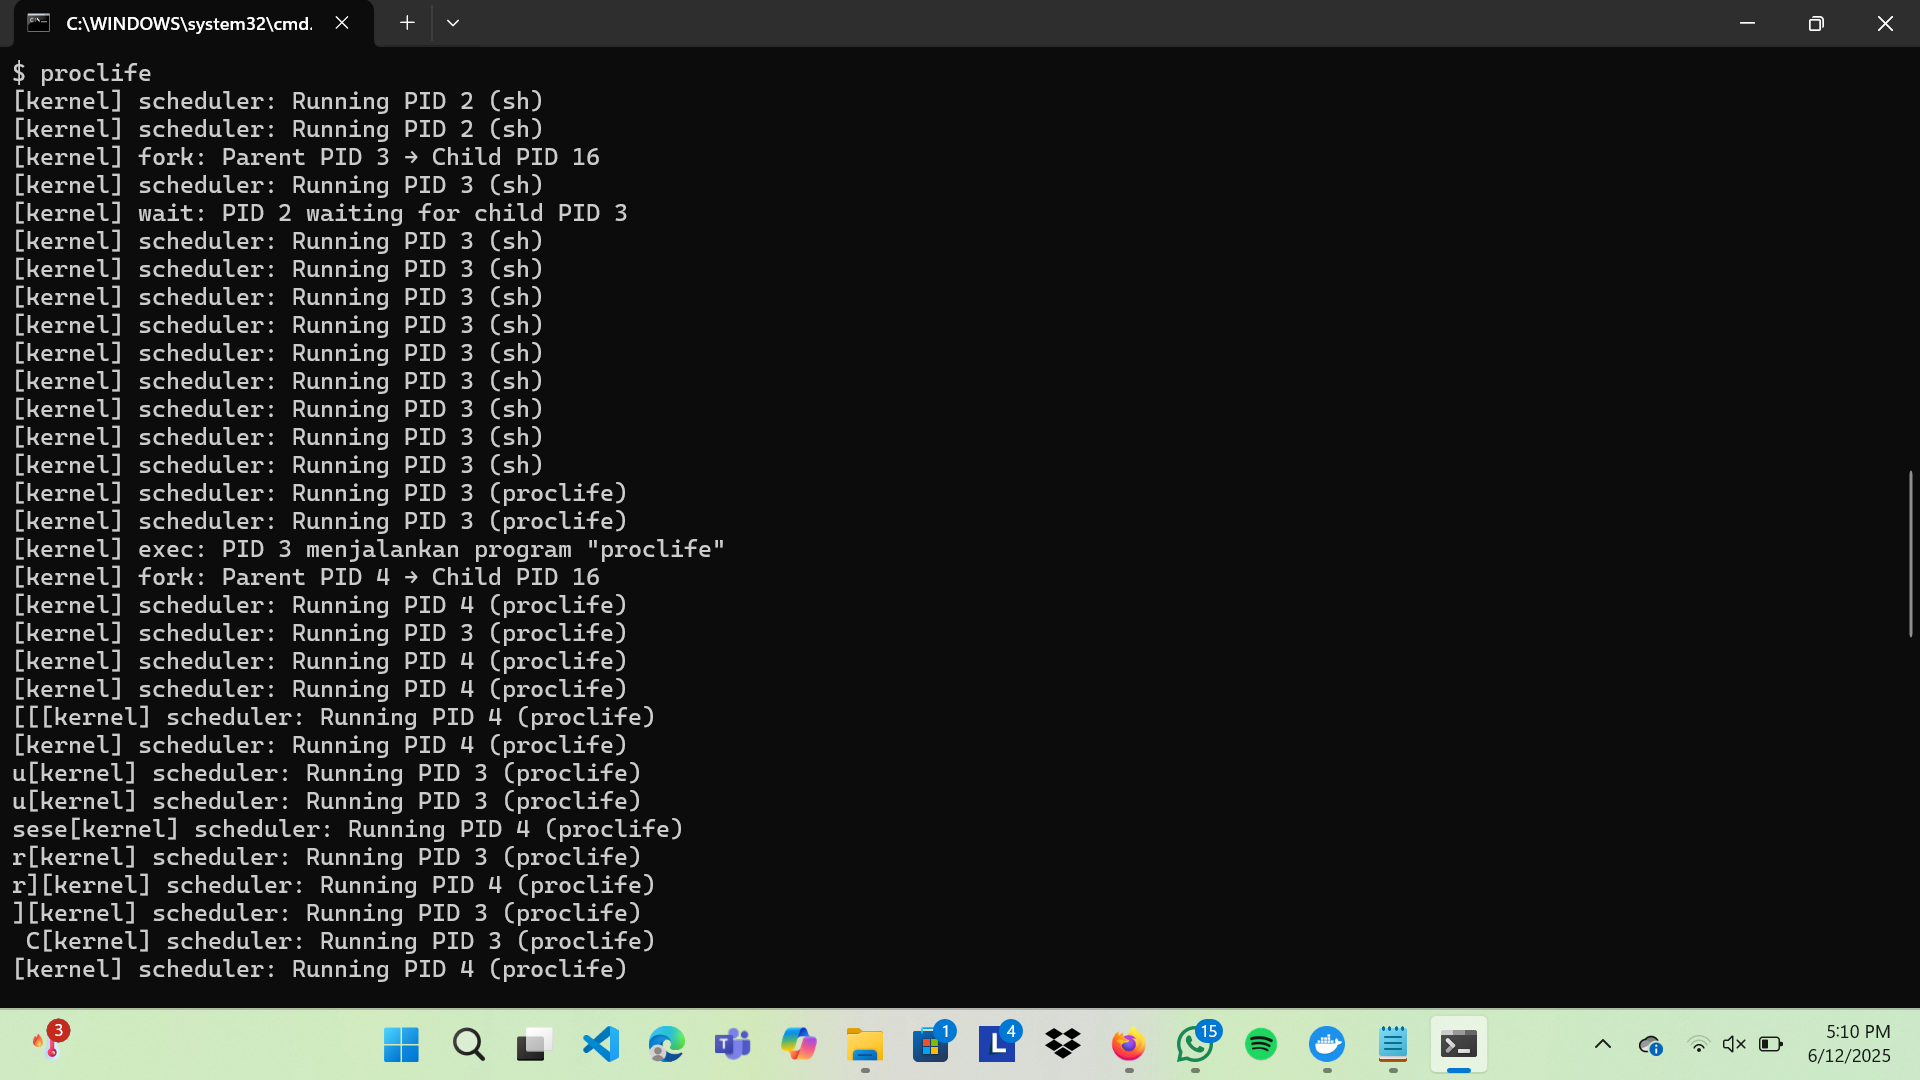 C:\WINDOWS\system32\cmd.
$ proclife
[kernel] scheduler: Running PID 2 (sh)
[kernel] scheduler: Running PID 2 (sh)
[kernel] fork: Parent PID 3 → Child PID 16
[kernel] scheduler: Running PID 3 (sh)
[kernel] wait: PID 2 waiting for child PID 3
[kernel] scheduler: Running PID 3 (sh)
[kernel] scheduler: Running PID 3 (sh)
[kernel] scheduler: Running PID 3 (sh)
[kernel] scheduler: Running PID 3 (sh)
[kernel] scheduler: Running PID 3 (sh)
[kernel] scheduler: Running PID 3 (sh)
[kernel] scheduler: Running PID 3 (sh)
[kernel] scheduler: Running PID 3 (sh)
[kernel] scheduler: Running PID 3 (sh)
[kernel] scheduler: Running PID 3 (proclife)
[kernel] scheduler: Running PID 3 (proclife)
[kernel] exec: PID 3 menjalankan program "proclife"
[kernel] fork: Parent PID 4 → Child PID 16
[kernel] scheduler: Running PID 4 (proclife)
[kernel] scheduler: Running PID 3 (proclife)
[kernel] scheduler: Running PID 4 (proclife)
[kernel] scheduler: Running PID 4 (proclife)
[[[kernel] scheduler: Running PID 4 (proclife)
[kernel] scheduler: Running PID 4 (proclife)
u[kernel] scheduler: Running PID 3 (proclife)
u[kernel] scheduler: Running PID 3 (proclife)
sese[kernel] scheduler: Running PID 4 (proclife)
r[kernel] scheduler: Running PID 3 (proclife)
r][kernel] scheduler: Running PID 4 (proclife)
][kernel] scheduler: Running PID 3 (proclife)
 C[kernel] scheduler: Running PID 3 (proclife)
[kernel] scheduler: Running PID 4 (proclife)
3
1
4
15
5:10 PM
6/12/2025